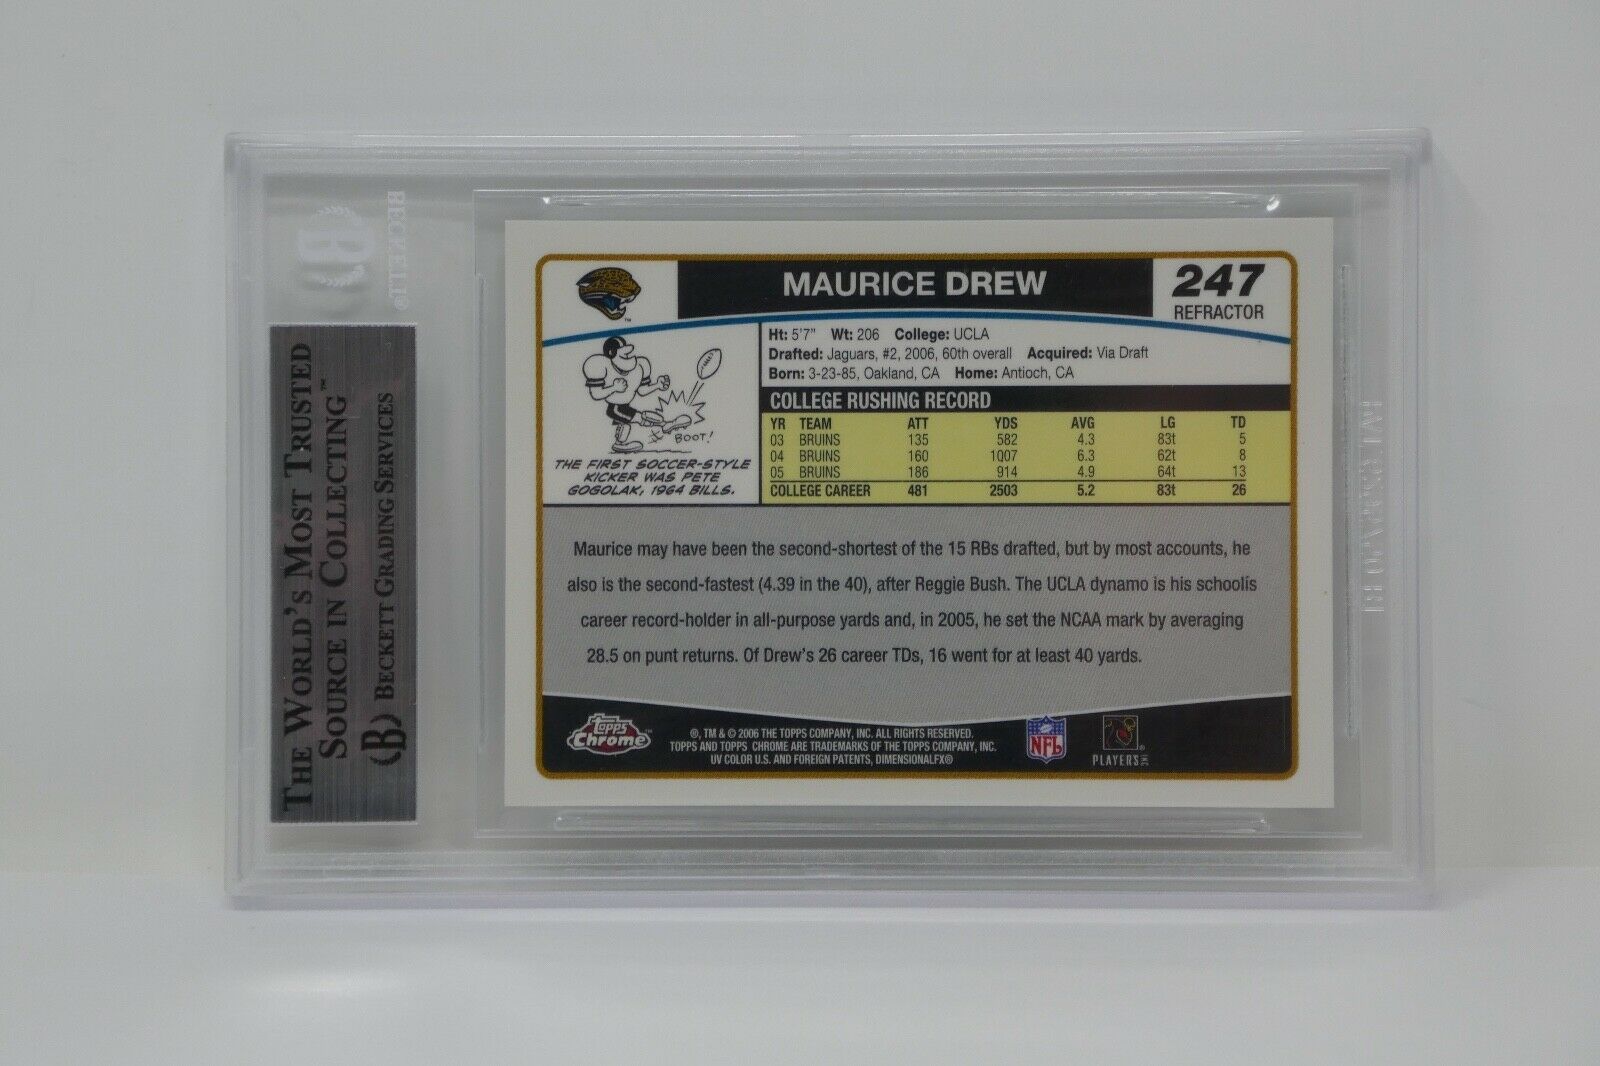 BECKETT®
THE WORLD'S MOST TRUSTED
SOURCE IN COLLECTING™
B BECKETT GRADING SERVICES
MAURICE DREW
247
REFRACTOR
Ht: 5'7" Wt: 206 College: UCLA
Drafted: Jaguars, #2, 2006, 60th overall Acquired: Via Draft
Born: 3-23-85, Oakland, CA Home: Antioch, CA
BOOT!
THE FIRST SOCCER-STYLE
KICKER WAS PETE
GOGOLAK, 1964 BILLS.
COLLEGE RUSHING RECORD
YR TEAM ATT YDS AVG LG TD
03 BRUINS 135 582 4.3 83t 5
04 BRUINS 160 1007 6.3 62t 8
05 BRUINS 186 914 4.9 64t 13
COLLEGE CAREER 481 2503 5.2 83t 26
Maurice may have been the second-shortest of the 15 RBs drafted, but by most accounts, he
also is the second-fastest (4.39 in the 40), after Reggie Bush. The UCLA dynamo is his schoolís
career record-holder in all-purpose yards and, in 2005, he set the NCAA mark by averaging
28.5 on punt returns. Of Drew's 26 career TDs, 16 went for at least 40 yards.
Topps Chrome™
®, TM & © 2006 THE TOPPS COMPANY, INC. ALL RIGHTS RESERVED.
TOPPS AND TOPPS CHROME ARE TRADEMARKS OF THE TOPPS COMPANY, INC.
UV COLOR U.S. AND FOREIGN PATENTS, DIMENSIONALFX®
NFL
PLAYERS INC